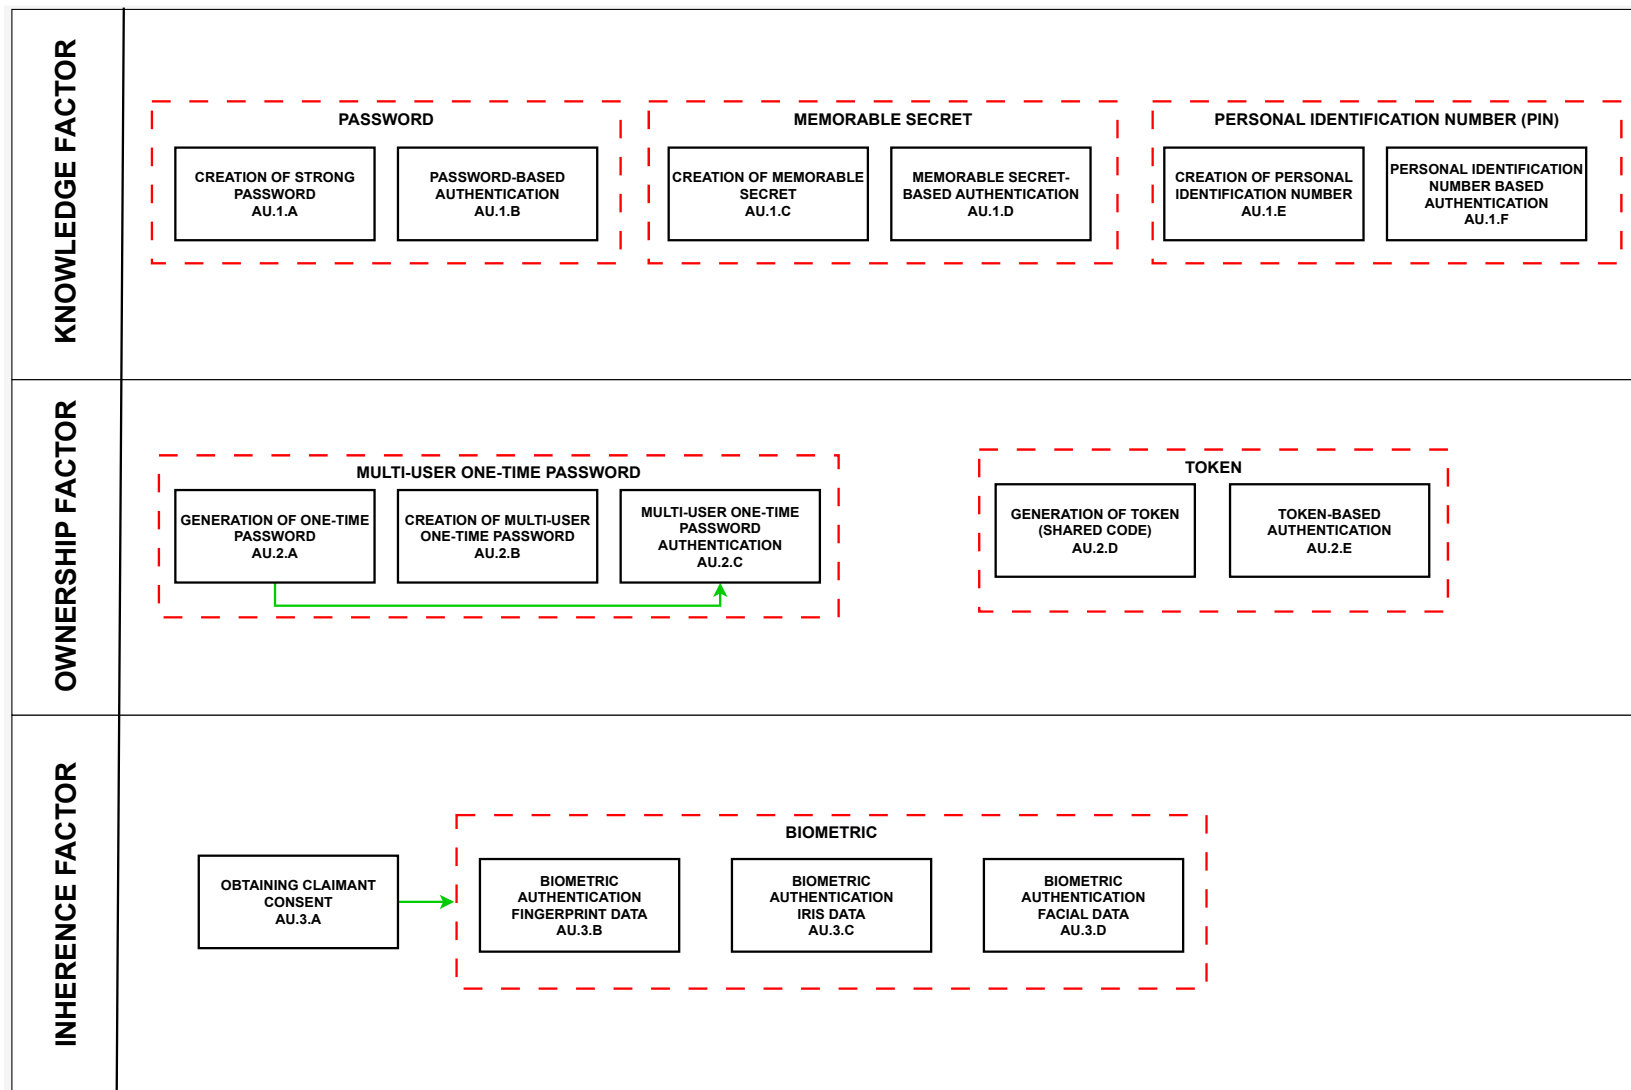 KNOWLEDGE FACTOR
PASSWORD
CREATION OF STRONG
PASSWORD
AU.1.A
PASSWORD-BASED
AUTHENTICATION
AU.1.B
MEMORABLE SECRET
CREATION OF MEMORABLE
SECRET
AU.1.C
MEMORABLE SECRET-
BASED AUTHENTICATION
AU.1.D
PERSONAL IDENTIFICATION NUMBER (PIN)
CREATION OF PERSONAL
IDENTIFICATION NUMBER
AU.1.E
PERSONAL IDENTIFICATION
NUMBER BASED
AUTHENTICATION
AU.1.F
OWNERSHIP FACTOR
MULTI-USER ONE-TIME PASSWORD
GENERATION OF ONE-TIME
PASSWORD
AU.2.A
CREATION OF MULTI-USER
ONE-TIME PASSWORD
AU.2.B
MULTI-USER ONE-TIME
PASSWORD
AUTHENTICATION
AU.2.C
TOKEN
GENERATION OF TOKEN
(SHARED CODE)
AU.2.D
TOKEN-BASED
AUTHENTICATION
AU.2.E
INHERENCE FACTOR
OBTAINING CLAIMANT
CONSENT
AU.3.A
BIOMETRIC
BIOMETRIC
AUTHENTICATION
FINGERPRINT DATA
AU.3.B
BIOMETRIC
AUTHENTICATION
IRIS DATA
AU.3.C
BIOMETRIC
AUTHENTICATION
FACIAL DATA
AU.3.D